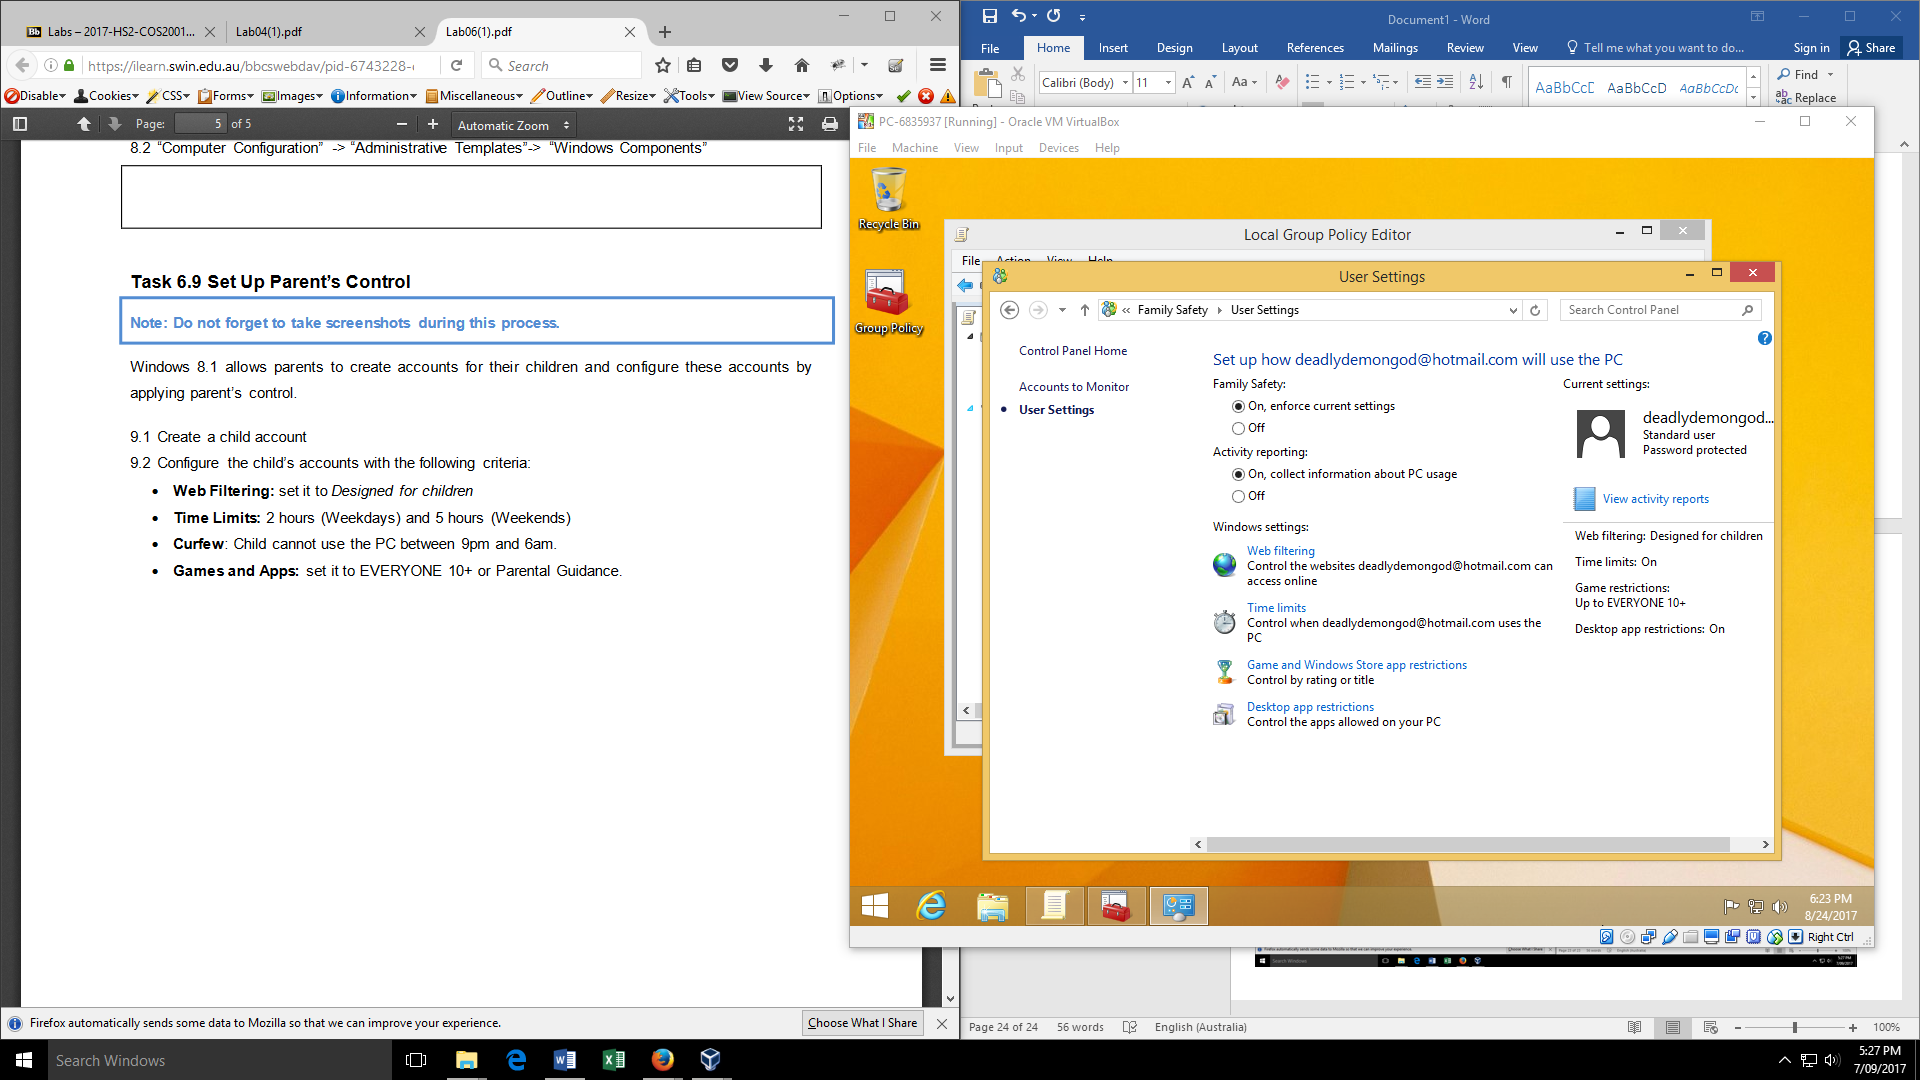 Labs – 2017-HS2-COS2001...
Lab04(1).pdf
Lab06(1).pdf
https://ilearn.swin.edu.au/bbcswebdav/pid-6743228-
Search
Disable
Cookies
CSS
Forms
Images
Information
Miscellaneous
Outline
Resize
Tools
View Source
Options
Page: 5 of 5
Automatic Zoom
8.2 “Computer Configuration” -> “Administrative Templates”-> “Windows Components”
Task 6.9 Set Up Parent’s Control
Note: Do not forget to take screenshots during this process.
Windows 8.1 allows parents to create accounts for their children and configure these accounts by
applying parent’s control.
9.1 Create a child account
9.2 Configure the child’s accounts with the following criteria:
• Web Filtering: set it to Designed for children
• Time Limits: 2 hours (Weekdays) and 5 hours (Weekends)
• Curfew: Child cannot use the PC between 9pm and 6am.
• Games and Apps: set it to EVERYONE 10+ or Parental Guidance.
Firefox automatically sends some data to Mozilla so that we can improve your experience.
Choose What I Share
Document1 - Word
File Home Insert Design Layout References Mailings Review View Tell me what you want to do... Sign in Share
Calibri (Body) 11
Aa
AaBbCcDc AaBbCcD AaBbCcDc
Find
Replace
PC-6835937 [Running] - Oracle VM VirtualBox
File Machine View Input Devices Help
Recycle Bin
Group Policy
Local Group Policy Editor
File Action View Help
User Settings
Family Safety User Settings
Search Control Panel
Control Panel Home
Accounts to Monitor
User Settings
Set up how deadlydemongod@hotmail.com will use the PC
Family Safety:
On, enforce current settings
Off
Activity reporting:
On, collect information about PC usage
Off
Windows settings:
Web filtering
Control the websites deadlydemongod@hotmail.com can
access online
Time limits
Control when deadlydemongod@hotmail.com uses the
PC
Game and Windows Store app restrictions
Control by rating or title
Desktop app restrictions
Control the apps allowed on your PC
Current settings:
deadlydemongod...
Standard user
Password protected
View activity reports
Web filtering: Designed for children
Time limits: On
Game restrictions:
Up to EVERYONE 10+
Desktop app restrictions: On
6:23 PM
8/24/2017
Right Ctrl
Page 24 of 24 56 words English (Australia) 100%
Search Windows
5:27 PM
7/09/2017